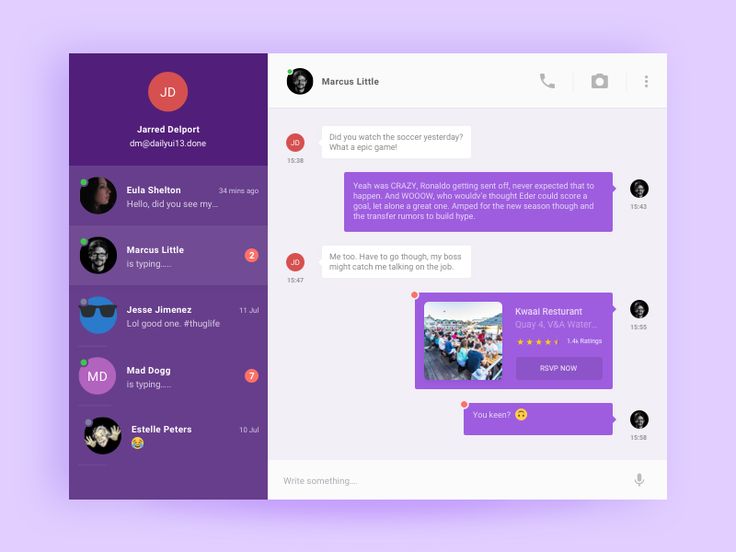 JD
Jarred Delport
dm@dailyui13.done
Eula Shelton 34 mins ago
Hello, did you see my...
Marcus Little
is typing..... 2
Jesse Jimenez 11 Jul
Lol good one. #thuglife
MD
Mad Dogg
is typing..... 7
Estelle Peters 10 Jul
😂
Marcus Little
JD
15:38
Did you watch the soccer yesterday?
What a epic game!
Yeah was CRAZY, Ronaldo getting sent off, never expected that to
happen. And WOOOW, who wouldv'e thought Eder could score a
goal, let alone a great one. Amped for the new season though and
the transfer rumors to build hype.
15:43
JD
15:47
Me too. Have to go though, my boss
might catch me talking on the job.
Kwaal Resturant
Quay 4, V&A Water...
1.4k Ratings
RSVP NOW
15:55
You keen? 🙃
15:58
Write something...